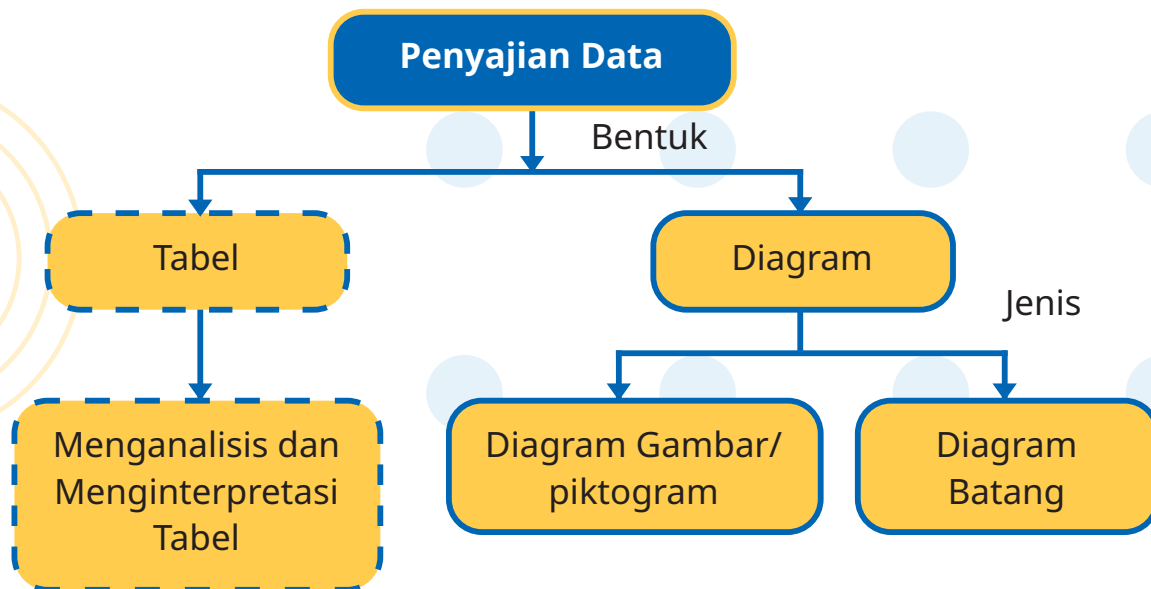 Penyajian Data
Bentuk
Tabel
Diagram
Jenis
Menganalisis dan
Menginterpretasi
Tabel
Diagram Gambar/
piktogram
Diagram
Batang